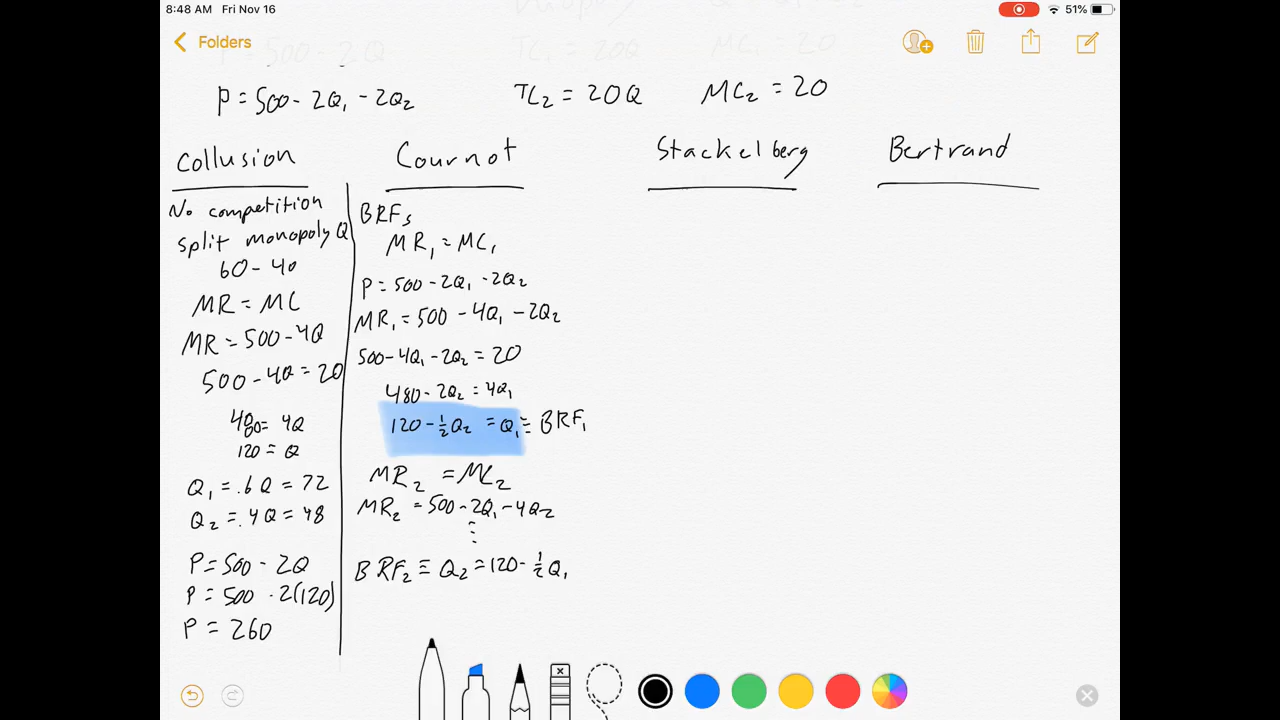 8:48 AM Fri Nov 16
51%
Folders
P = 500 - 2Q₁ - 2Q₂
TC₂ = 20Q
MC₂ = 20
Collusion
No competition
split monopoly Q
60 - 40
MR = MC
MR = 500 - 4Q
500 - 4Q = 20
480 = 4Q
120 = Q
Q₁ = .6Q = 72
Q₂ = .4Q = 48
P = 500 - 2Q
P = 500 - 2(120)
P = 260
Cournot
BRFs
MR₁ = MC₁
P = 500 - 2Q₁ - 2Q₂
MR₁ = 500 - 4Q₁ - 2Q₂
500 - 4Q₁ - 2Q₂ = 20
480 - 2Q₂ = 4Q₁
120 - ½Q₂ = Q₁ ≡ BRF₁
MR₂ = MC₂
MR₂ = 500 - 2Q₁ - 4Q₂
⋮
BRF₂ ≡ Q₂ = 120 - ½Q₁
Stackelberg
Bertrand